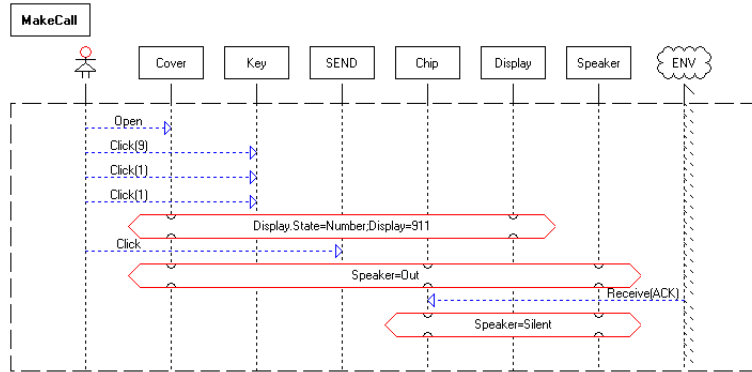 MakeCall
Cover Key SEND Chip Display Speaker ENV
Open
Click(9)
Click(1)
Click(1)
Display.State=Number;Display=911
Click
Speaker=Out
Receive(ACK)
Speaker=Silent